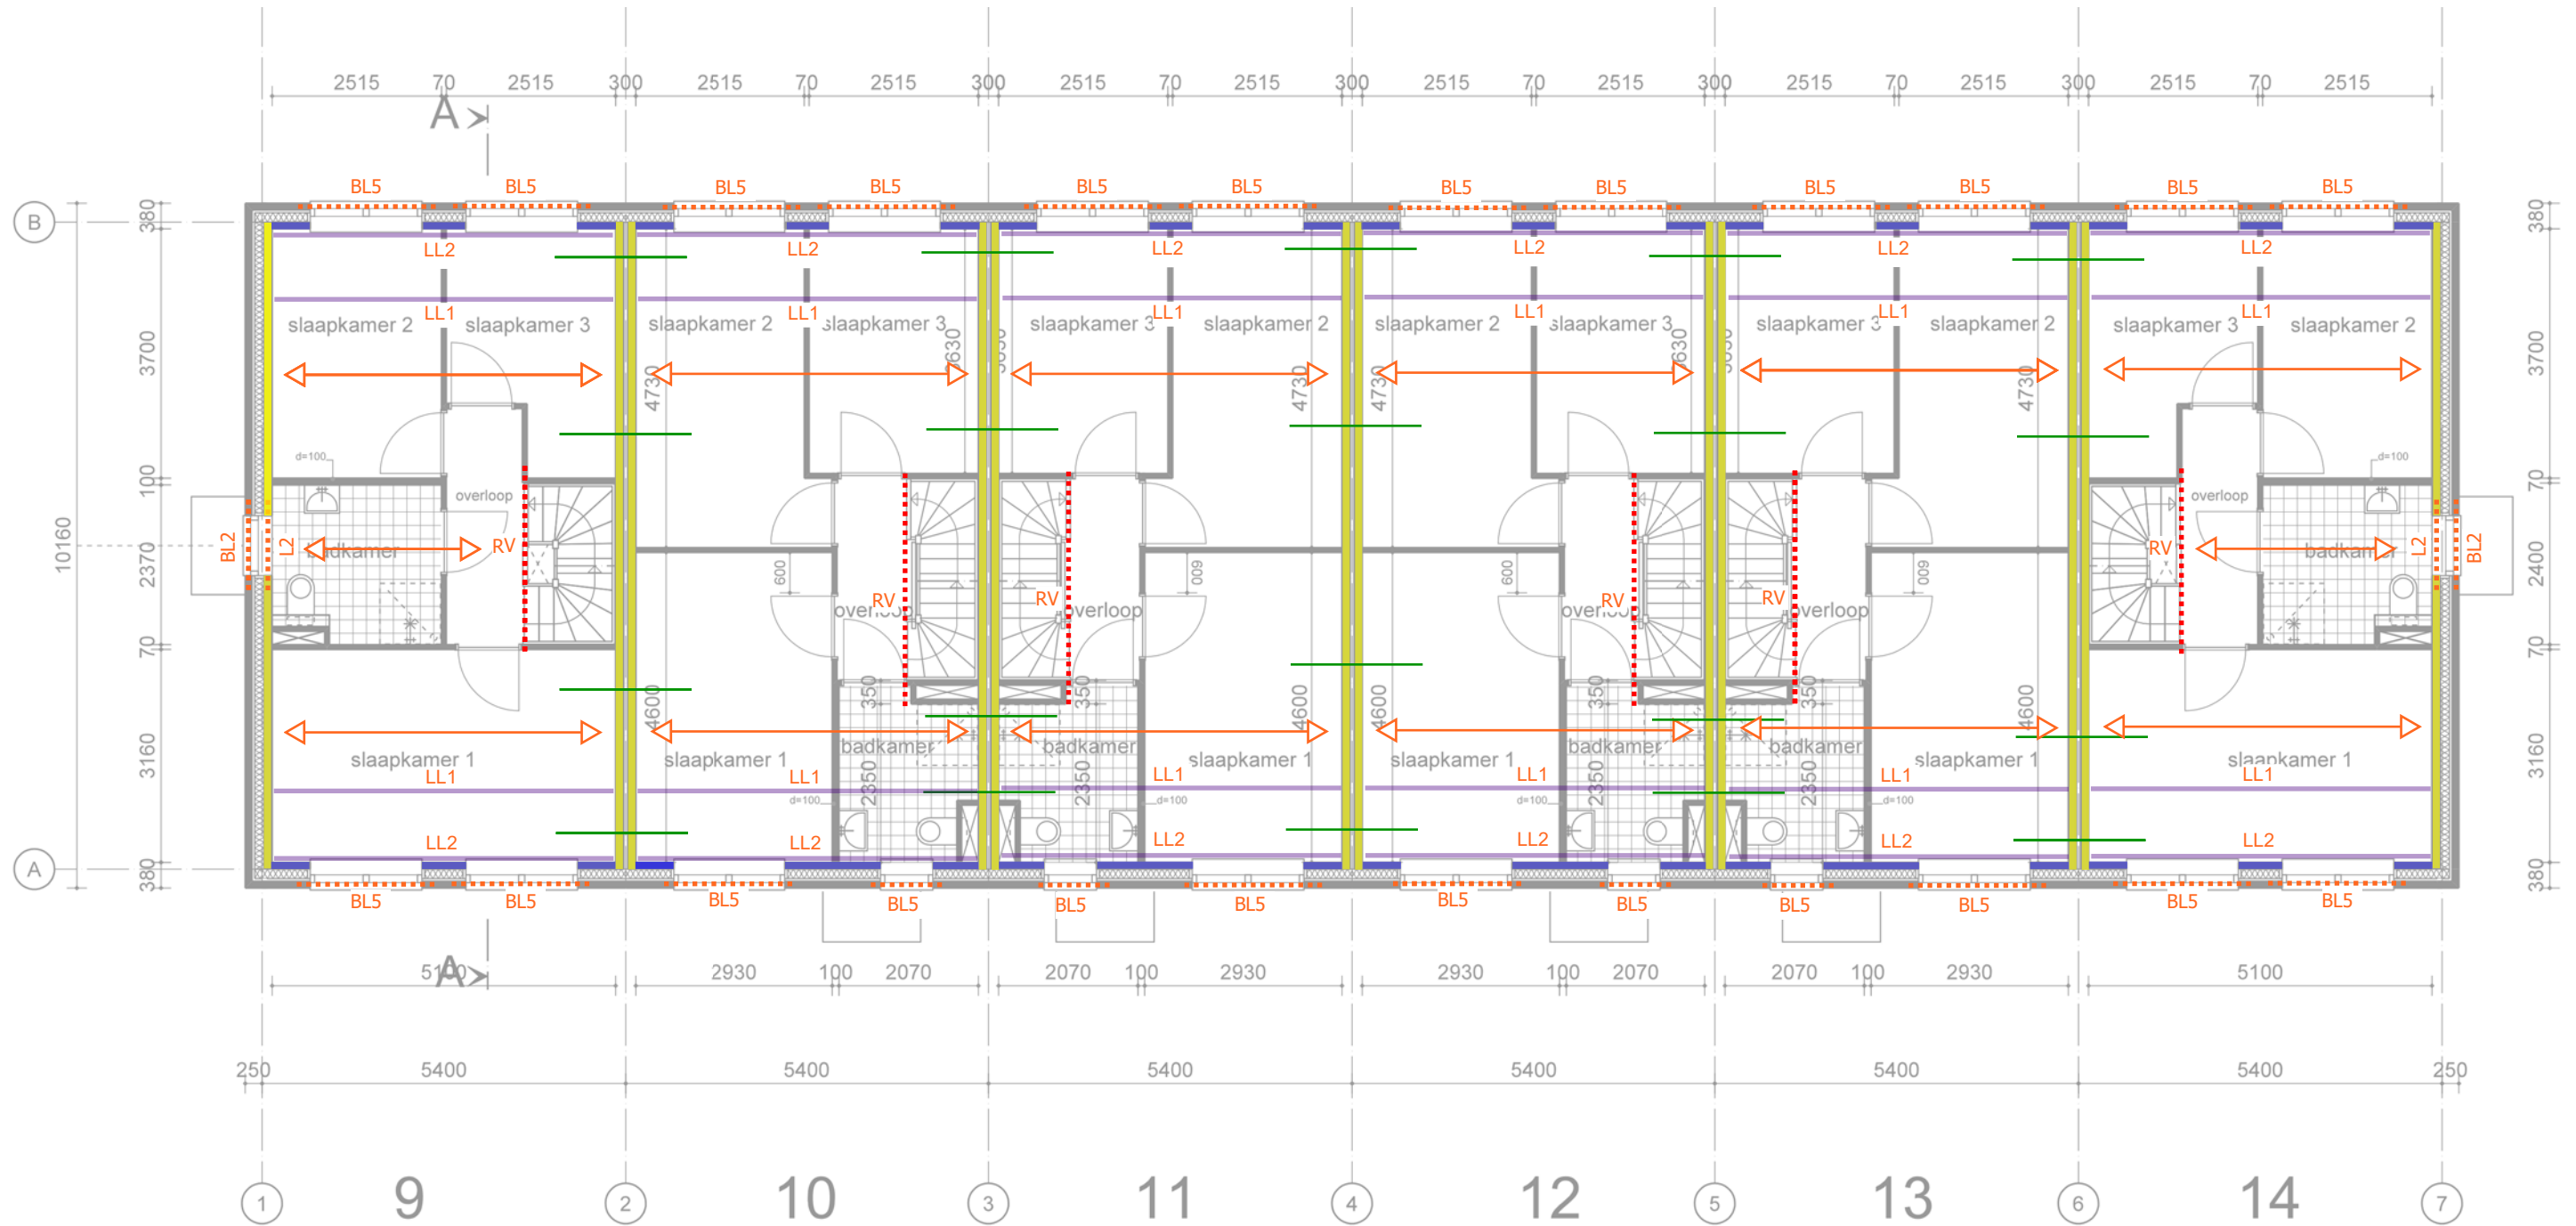 2515 70 2515 300 2515 70 2515 300 2515 70 2515 300 2515 70 2515 300 2515 70 2515 300 2515 70 2515
A
BL5 BL5 BL5 BL5 BL5 BL5 BL5 BL5 BL5 BL5 BL5 BL5
B 380 380
LL2 LL2 LL2 LL2 LL2 LL2
LL1 LL1 LL1 LL1 LL1 LL1
slaapkamer 2 slaapkamer 3 slaapkamer 2 slaapkamer 3 slaapkamer 3 slaapkamer 2 slaapkamer 2 slaapkamer 3 slaapkamer 3 slaapkamer 2 slaapkamer 3 slaapkamer 2
3700 3700
4730 4730 4730 4730
d=100 d=100
100 70
overloop overloop
10160 2370 BL2 L2 badkamer RV RV badkamer L2 BL2 2400
600 600 600 600
RV RV RV RV
overloop overloop overloop overloop
70 70
350 350 350 350
4600 4600 4600 4600
3160 3160
badkamer badkamer badkamer badkamer
slaapkamer 1 slaapkamer 1 slaapkamer 1 slaapkamer 1 slaapkamer 1 slaapkamer 1
LL1 LL1 LL1 LL1 LL1 LL1
2350 2350 2350 2350
d=100 d=100 d=100 d=100
LL2 LL2 LL2 LL2 LL2 LL2
A 380 380
BL5 BL5 BL5 BL5 BL5 BL5 BL5 BL5 BL5 BL5 BL5 BL5
A
5100 2930 100 2070 2070 100 2930 2930 100 2070 2070 100 2930 5100
250 5400 5400 5400 5400 5400 5400 250
1 9 2 10 3 11 4 12 5 13 6 14 7